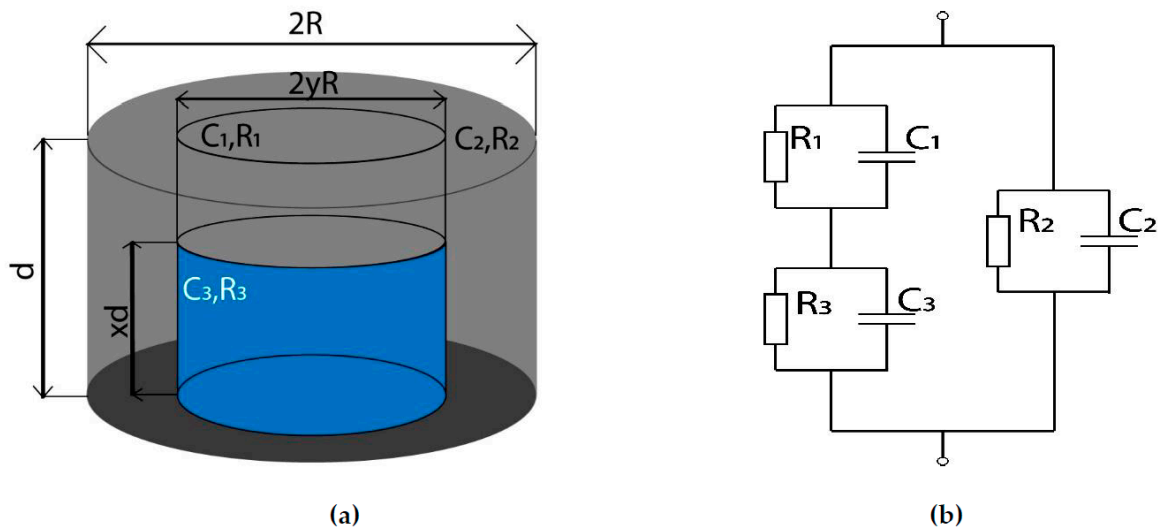 2R
2yR
C₁,R₁
C₂,R₂
d
xd
C₃,R₃
(a)
R₁
C₁
R₂
C₂
R₃
C₃
(b)